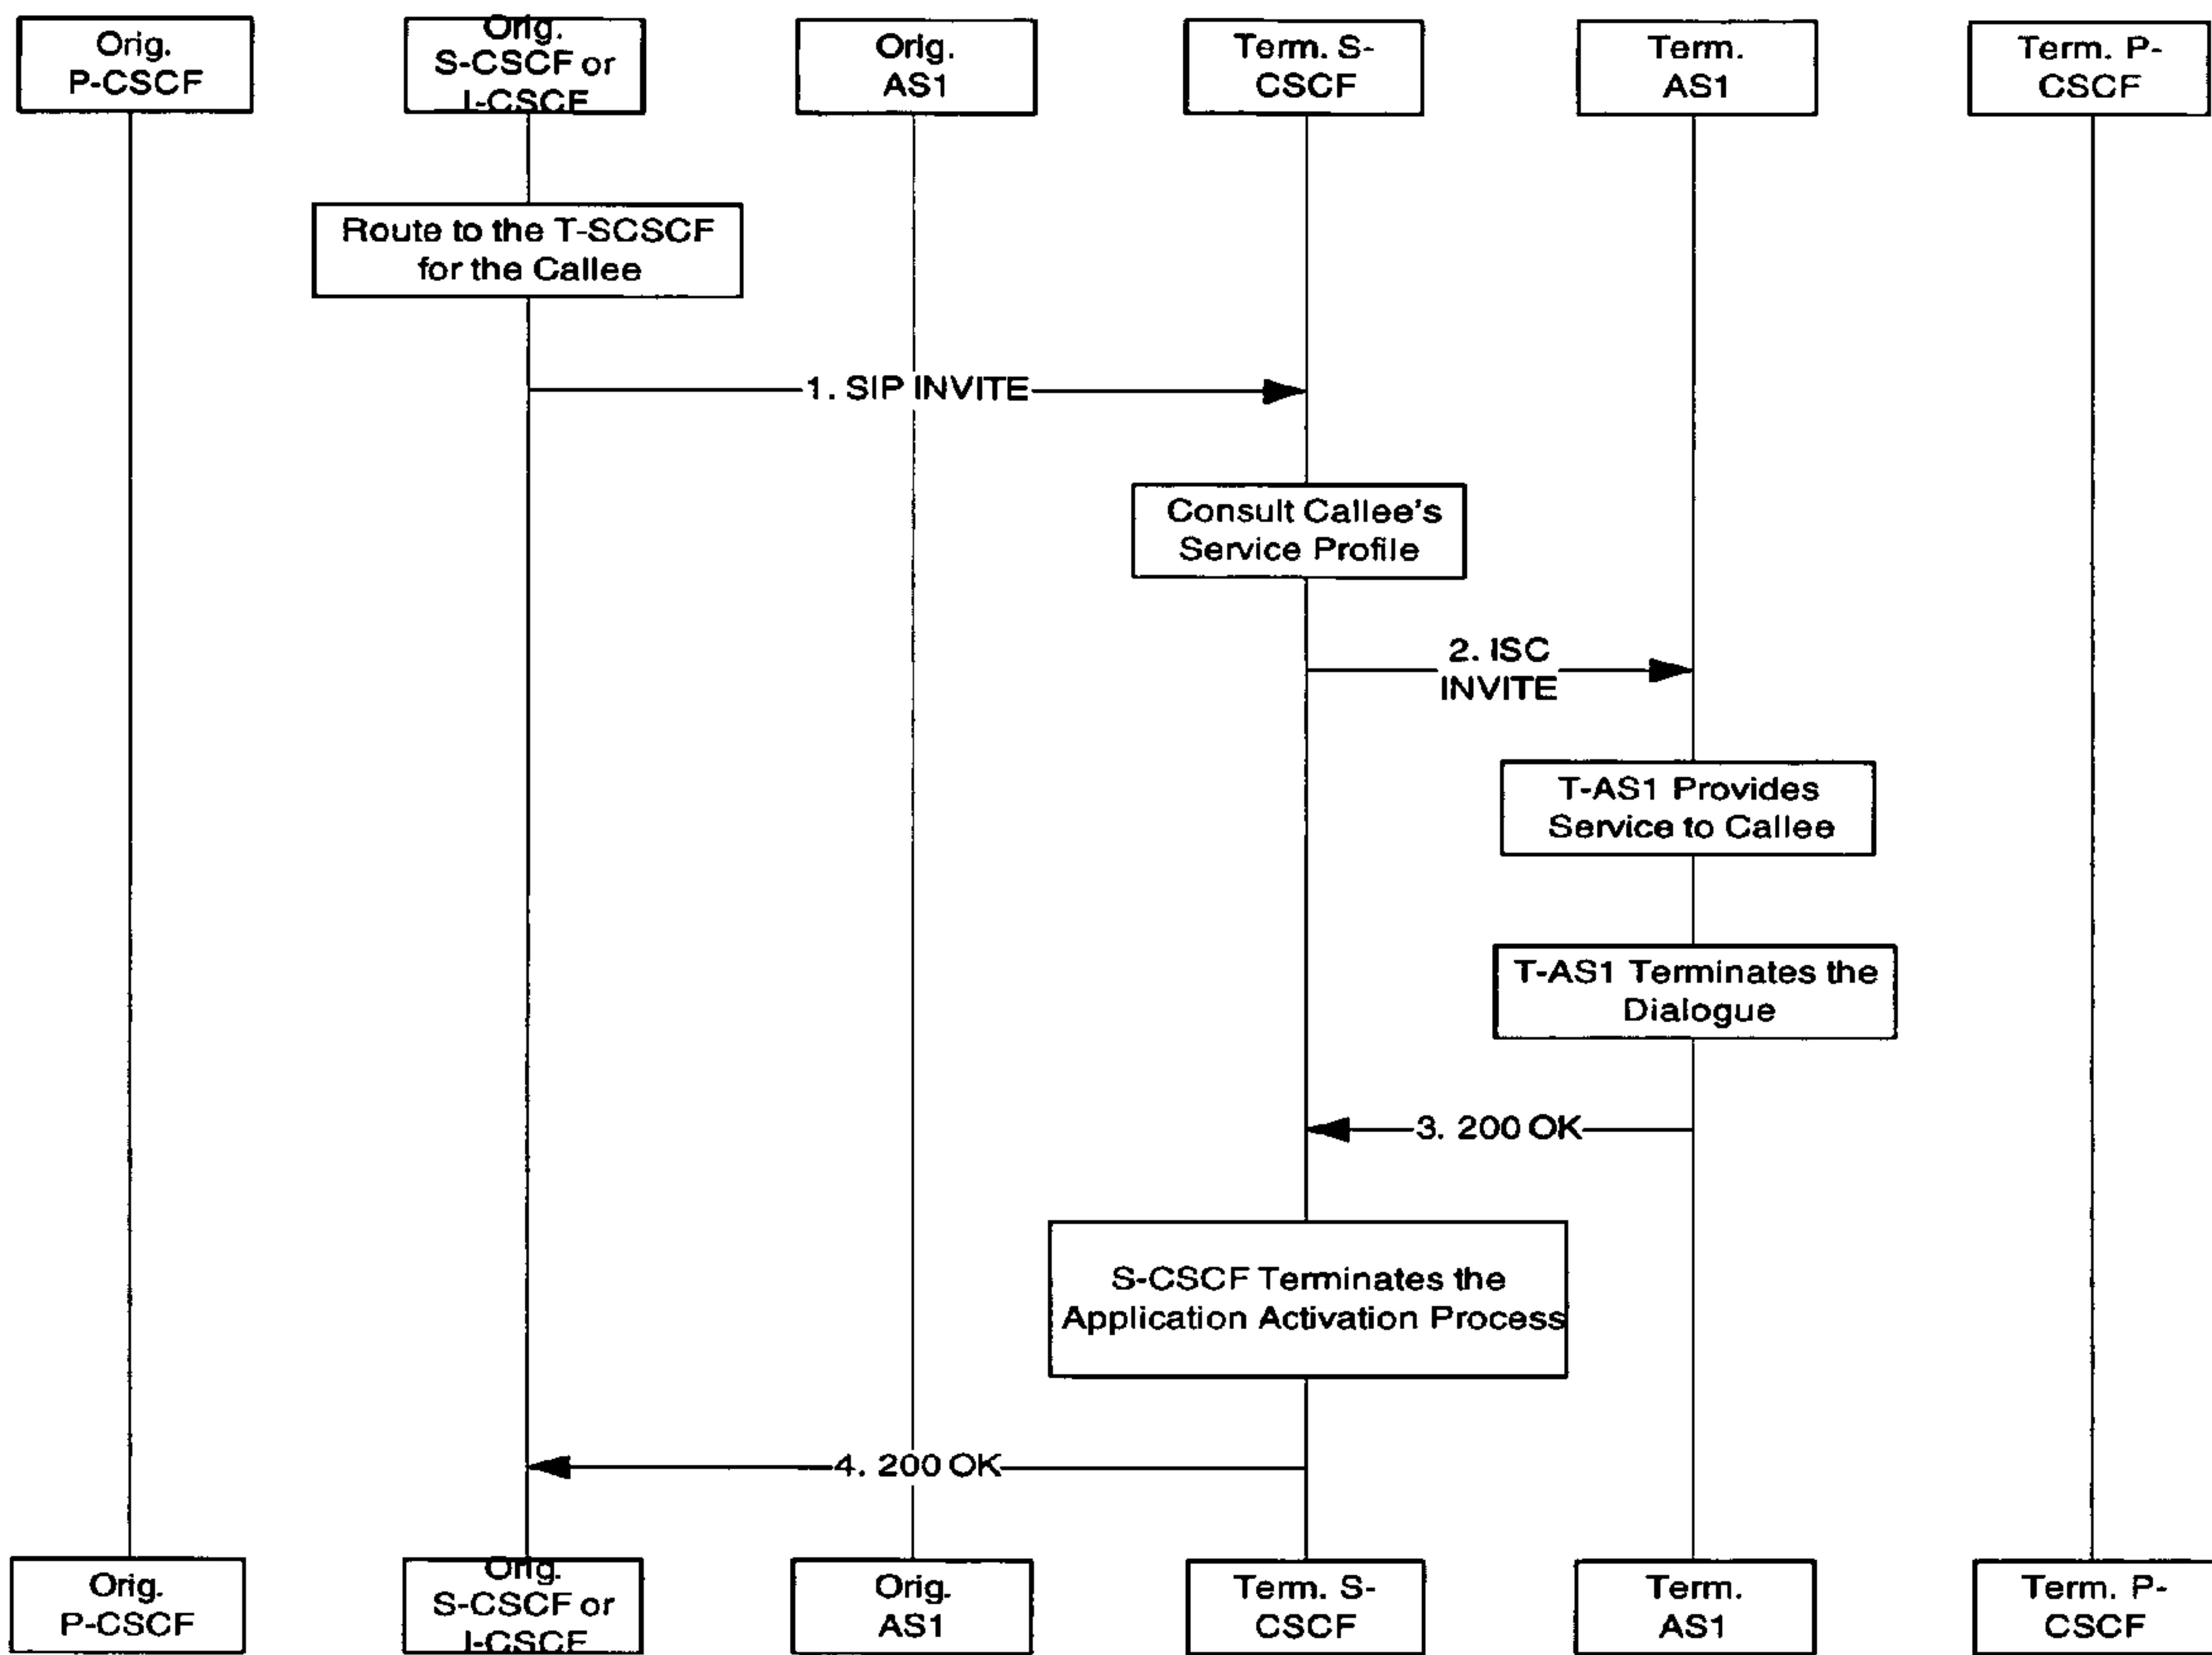 Orig.
P-CSCF
Orig.
S-CSCF or
I-CSCF
Orig.
AS1
Term. S-
CSCF
Term.
AS1
Term. P-
CSCF
Route to the T-SCSCF
for the Callee
1. SIP INVITE
Consult Callee's
Service Profile
2. ISC
INVITE
T-AS1 Provides
Service to Callee
T-AS1 Terminates the
Dialogue
3. 200 OK
S-CSCF Terminates the
Application Activation Process
4. 200 OK
Orig.
P-CSCF
Orig.
S-CSCF or
I-CSCF
Orig.
AS1
Term. S-
CSCF
Term.
AS1
Term. P-
CSCF